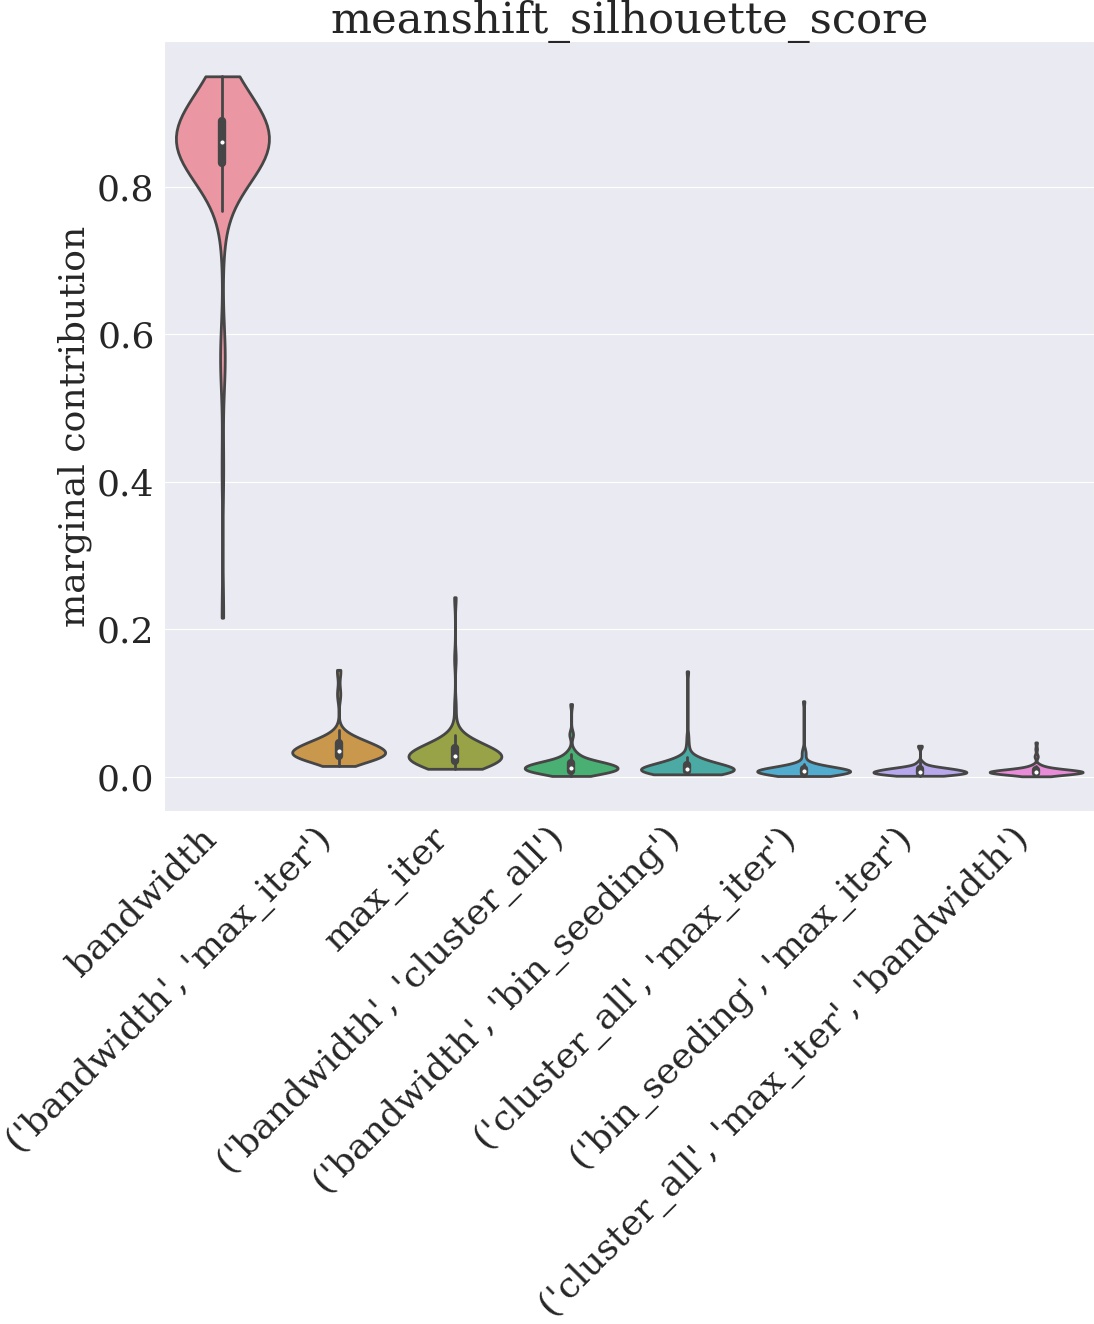 meanshift_silhouette_score
marginal contribution
0.8
0.6
0.4
0.2
0.0
bandwidth
('bandwidth', 'max_iter')
max_iter
('bandwidth', 'cluster_all')
('bandwidth', 'bin_seeding')
('cluster_all', 'max_iter')
('bin_seeding', 'max_iter')
('cluster_all', 'max_iter', 'bandwidth')